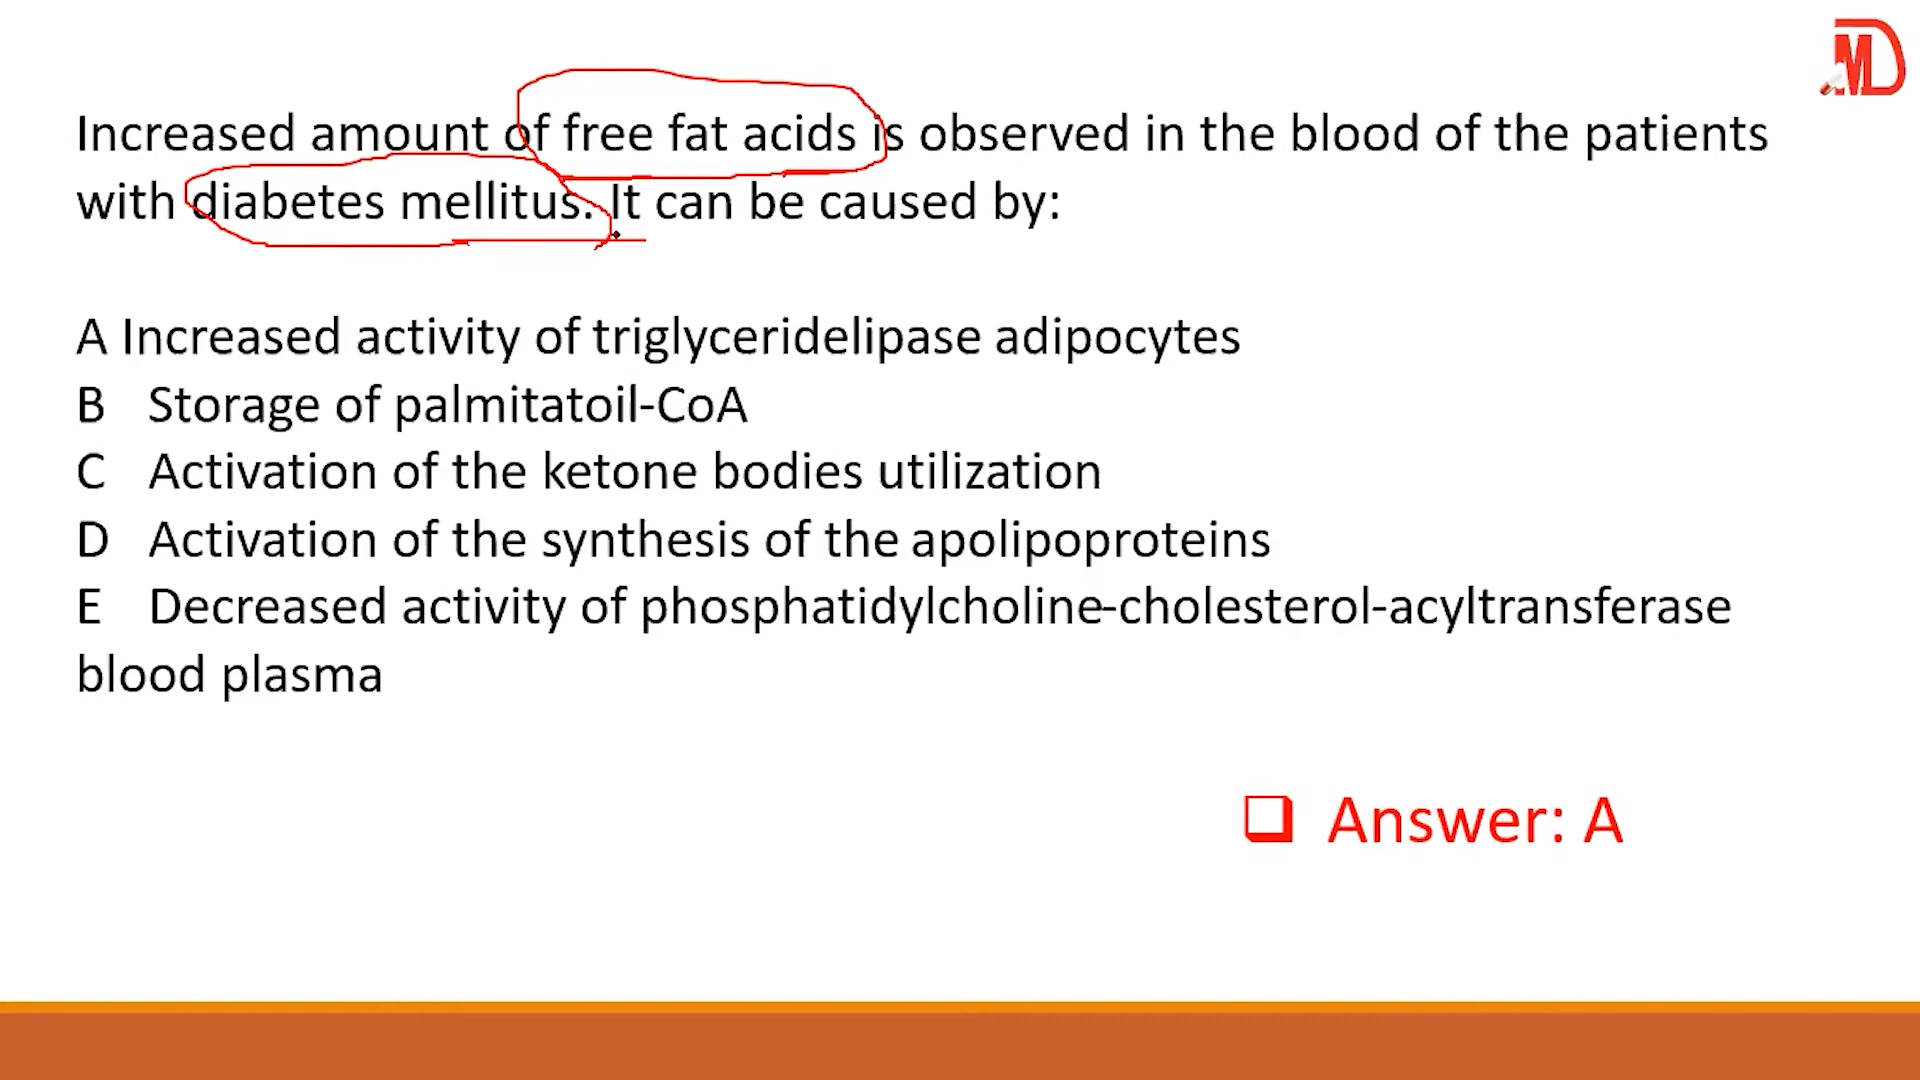 MD
Increased amount of free fat acids is observed in the blood of the patients
with diabetes mellitus. It can be caused by:
A Increased activity of triglyceridelipase adipocytes
B Storage of palmitatoil-CoA
C Activation of the ketone bodies utilization
D Activation of the synthesis of the apolipoproteins
E Decreased activity of phosphatidylcholine-cholesterol-acyltransferase
blood plasma
Answer: A